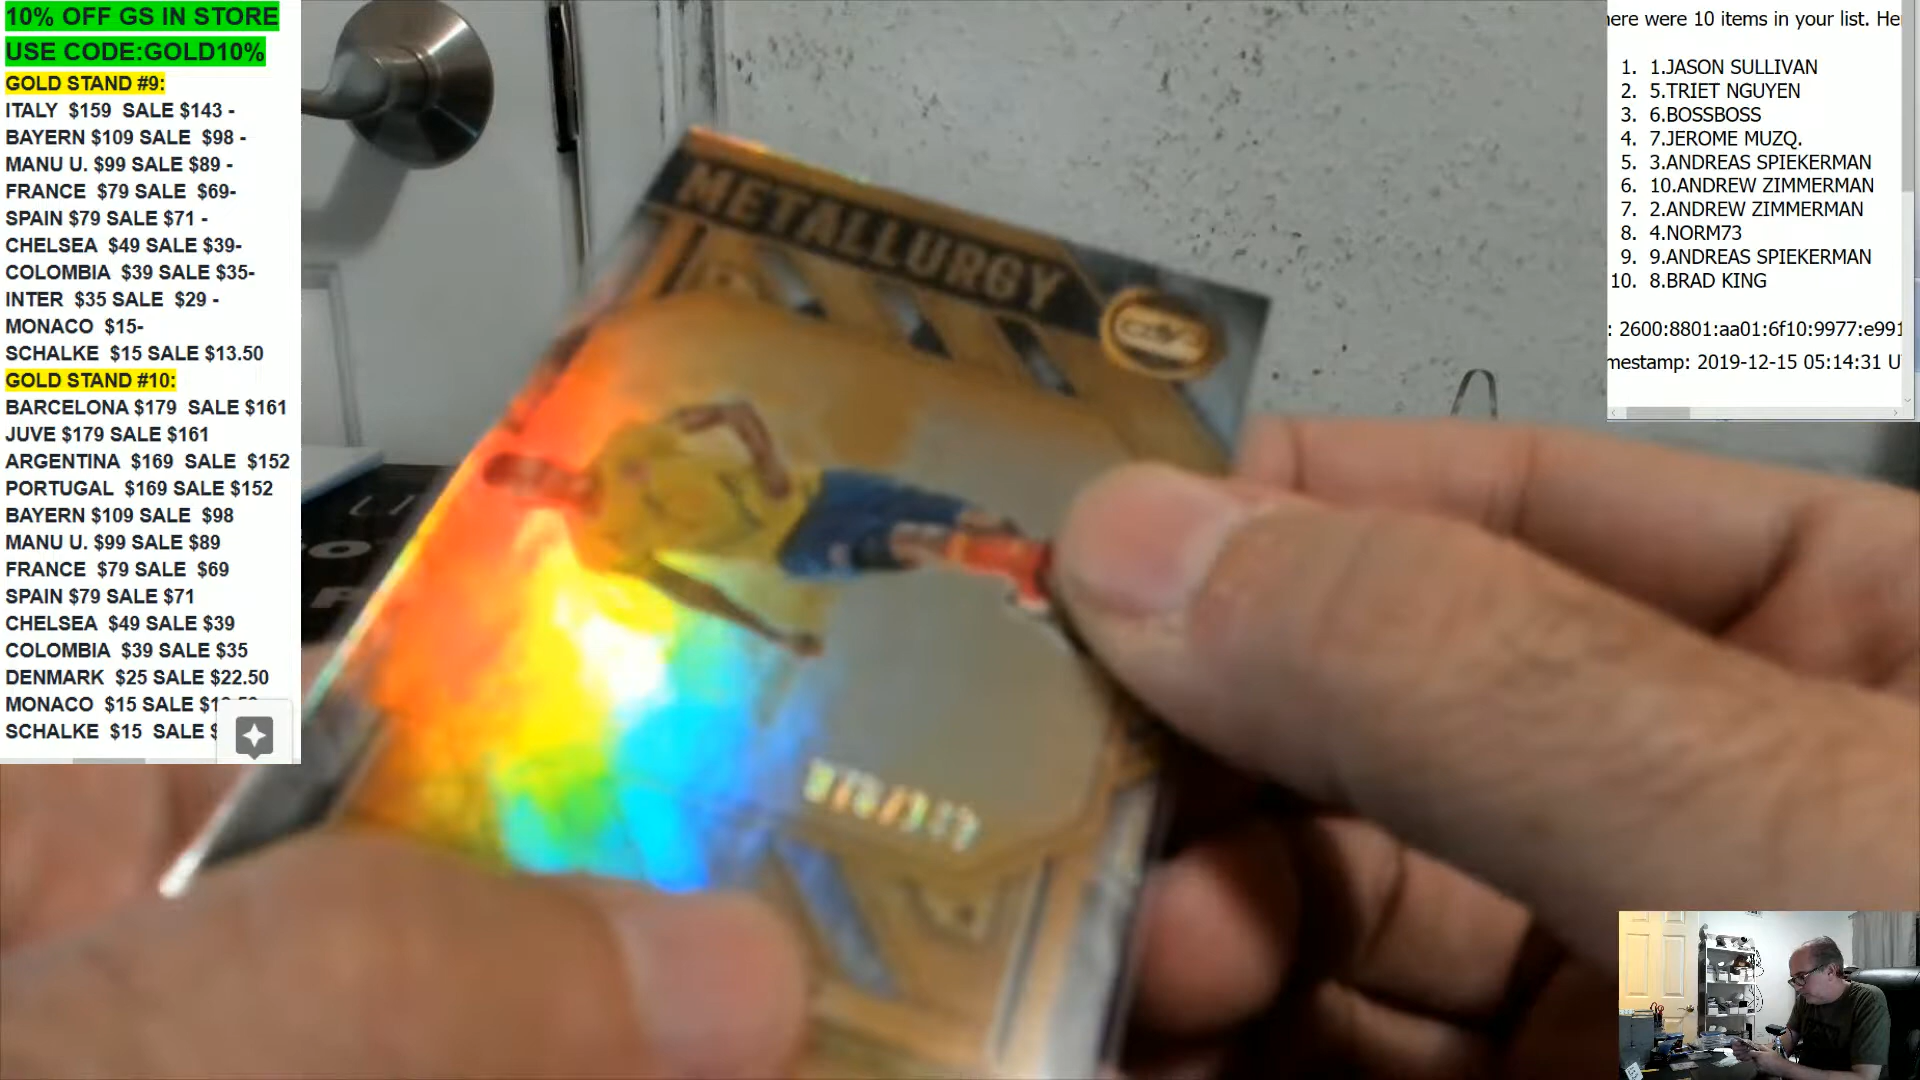 10% OFF GS IN STORE
USE CODE:GOLD10%
GOLD STAND #9:
ITALY $159 SALE $143 -
BAYERN $109 SALE $98 -
MANU U. $99 SALE $89 -
FRANCE $79 SALE $69-
SPAIN $79 SALE $71 -
CHELSEA $49 SALE $39-
COLOMBIA $39 SALE $35-
INTER $35 SALE $29 -
MONACO $15-
SCHALKE $15 SALE $13.50
GOLD STAND #10:
BARCELONA $179 SALE $161
JUVE $179 SALE $161
ARGENTINA $169 SALE $152
PORTUGAL $169 SALE $152
BAYERN $109 SALE $98
MANU U. $99 SALE $89
FRANCE $79 SALE $69
SPAIN $79 SALE $71
CHELSEA $49 SALE $39
COLOMBIA $39 SALE $35
DENMARK $25 SALE $22.50
MONACO $15 SALE
SCHALKE $15 SALE $
METALLURGY
ere were 10 items in your list. He
1. 1.JASON SULLIVAN
2. 5.TRIET NGUYEN
3. 6.BOSSBOSS
4. 7.JEROME MUZQ.
5. 3.ANDREAS SPIEKERMAN
6. 10.ANDREW ZIMMERMAN
7. 2.ANDREW ZIMMERMAN
8. 4.NORM73
9. 9.ANDREAS SPIEKERMAN
10. 8.BRAD KING
: 2600:8801:aa01:6f10:9977:e991
mestamp: 2019-12-15 05:14:31 U